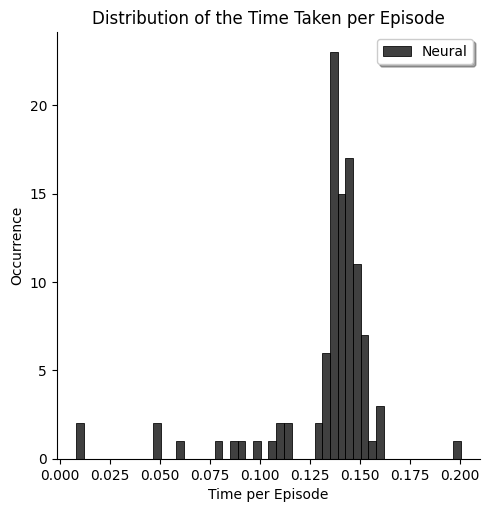 Distribution of the Time Taken per Episode
Neural
Occurrence
20
15
10
5
0
0.000 0.025 0.050 0.075 0.100 0.125 0.150 0.175 0.200
Time per Episode